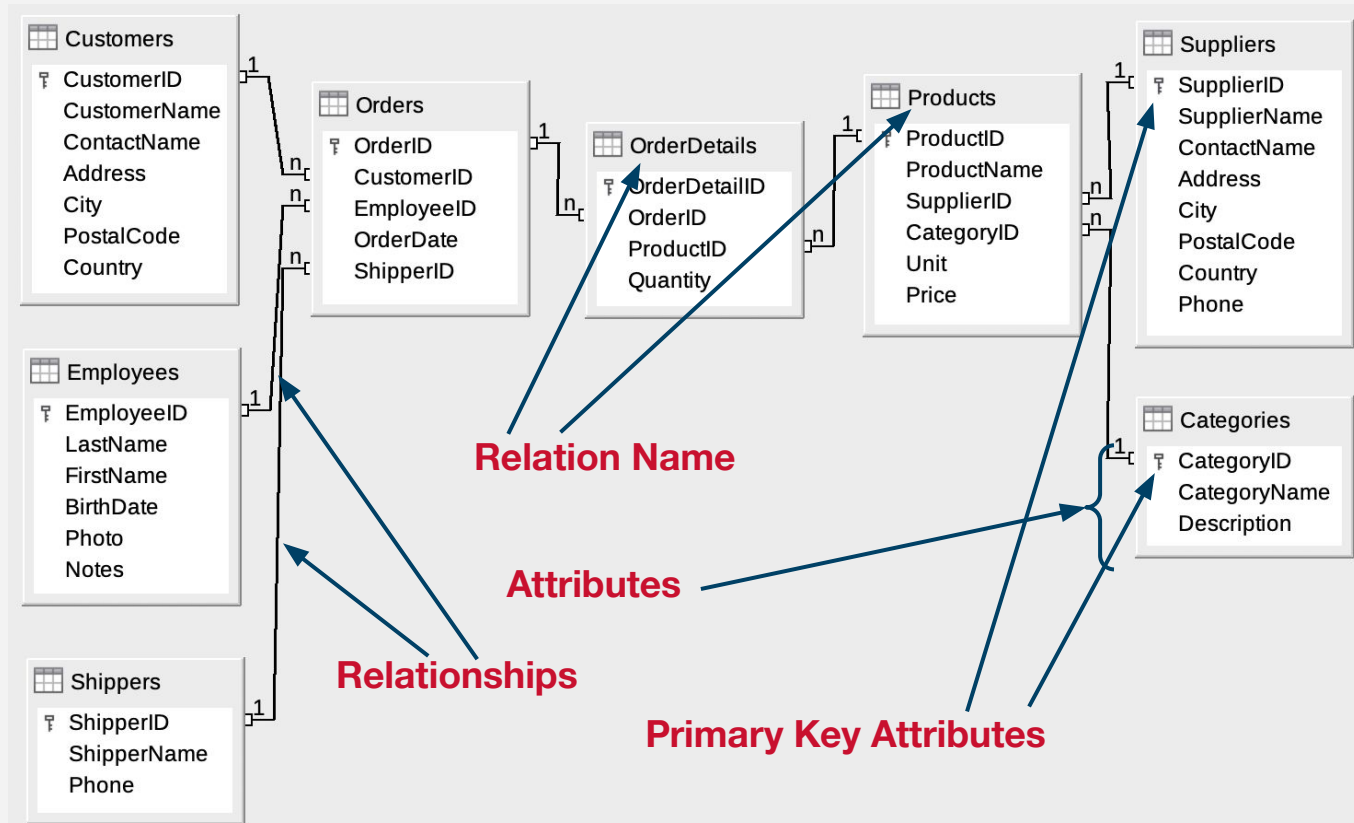 Customers
CustomerID
CustomerName
ContactName
Address
City
PostalCode
Country
1
Orders
OrderID
CustomerID
EmployeeID
OrderDate
ShipperID
n
n
n
1
OrderDetails
OrderDetailID
OrderID
ProductID
Quantity
n
n
1
Products
ProductID
ProductName
SupplierID
CategoryID
Unit
Price
n
n
1
Suppliers
SupplierID
SupplierName
ContactName
Address
City
PostalCode
Country
Phone
Employees
EmployeeID
LastName
FirstName
BirthDate
Photo
Notes
1
Categories
CategoryID
CategoryName
Description
1
Shippers
ShipperID
ShipperName
Phone
1
Relation Name
Attributes
Relationships
Primary Key Attributes